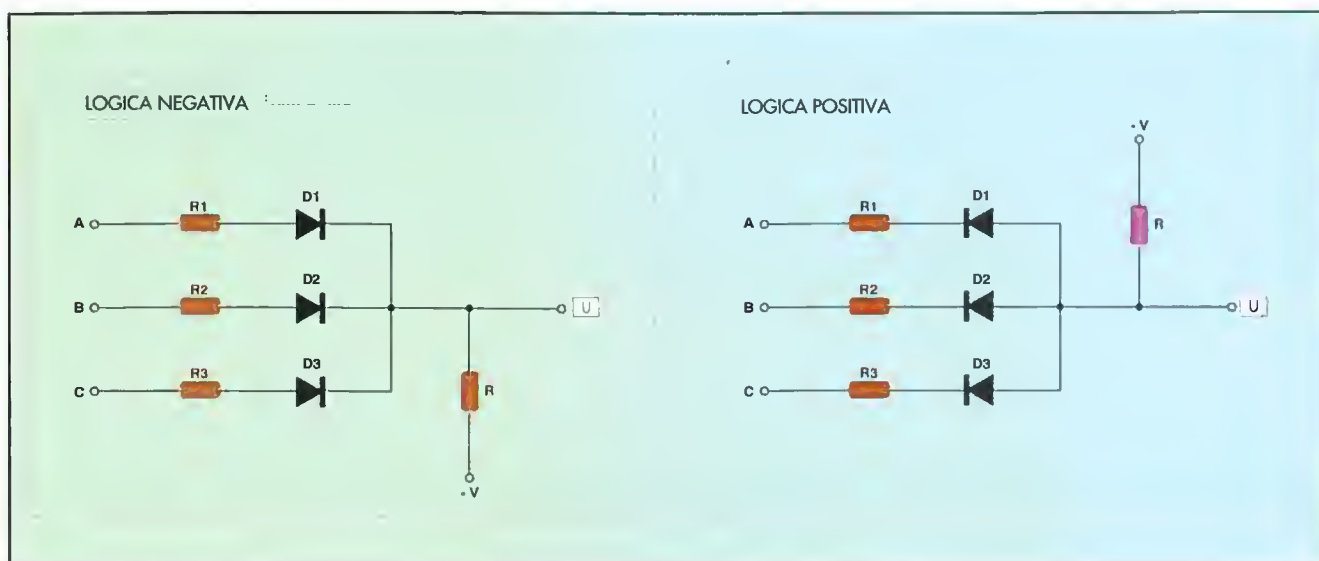 LOGICA NEGATIVA
A
R1
D1
B
R2
D2
U
C
R3
D3
R
- V
LOGICA POSITIVA
- V
A
R1
D1
R
B
R2
D2
U
C
R3
D3